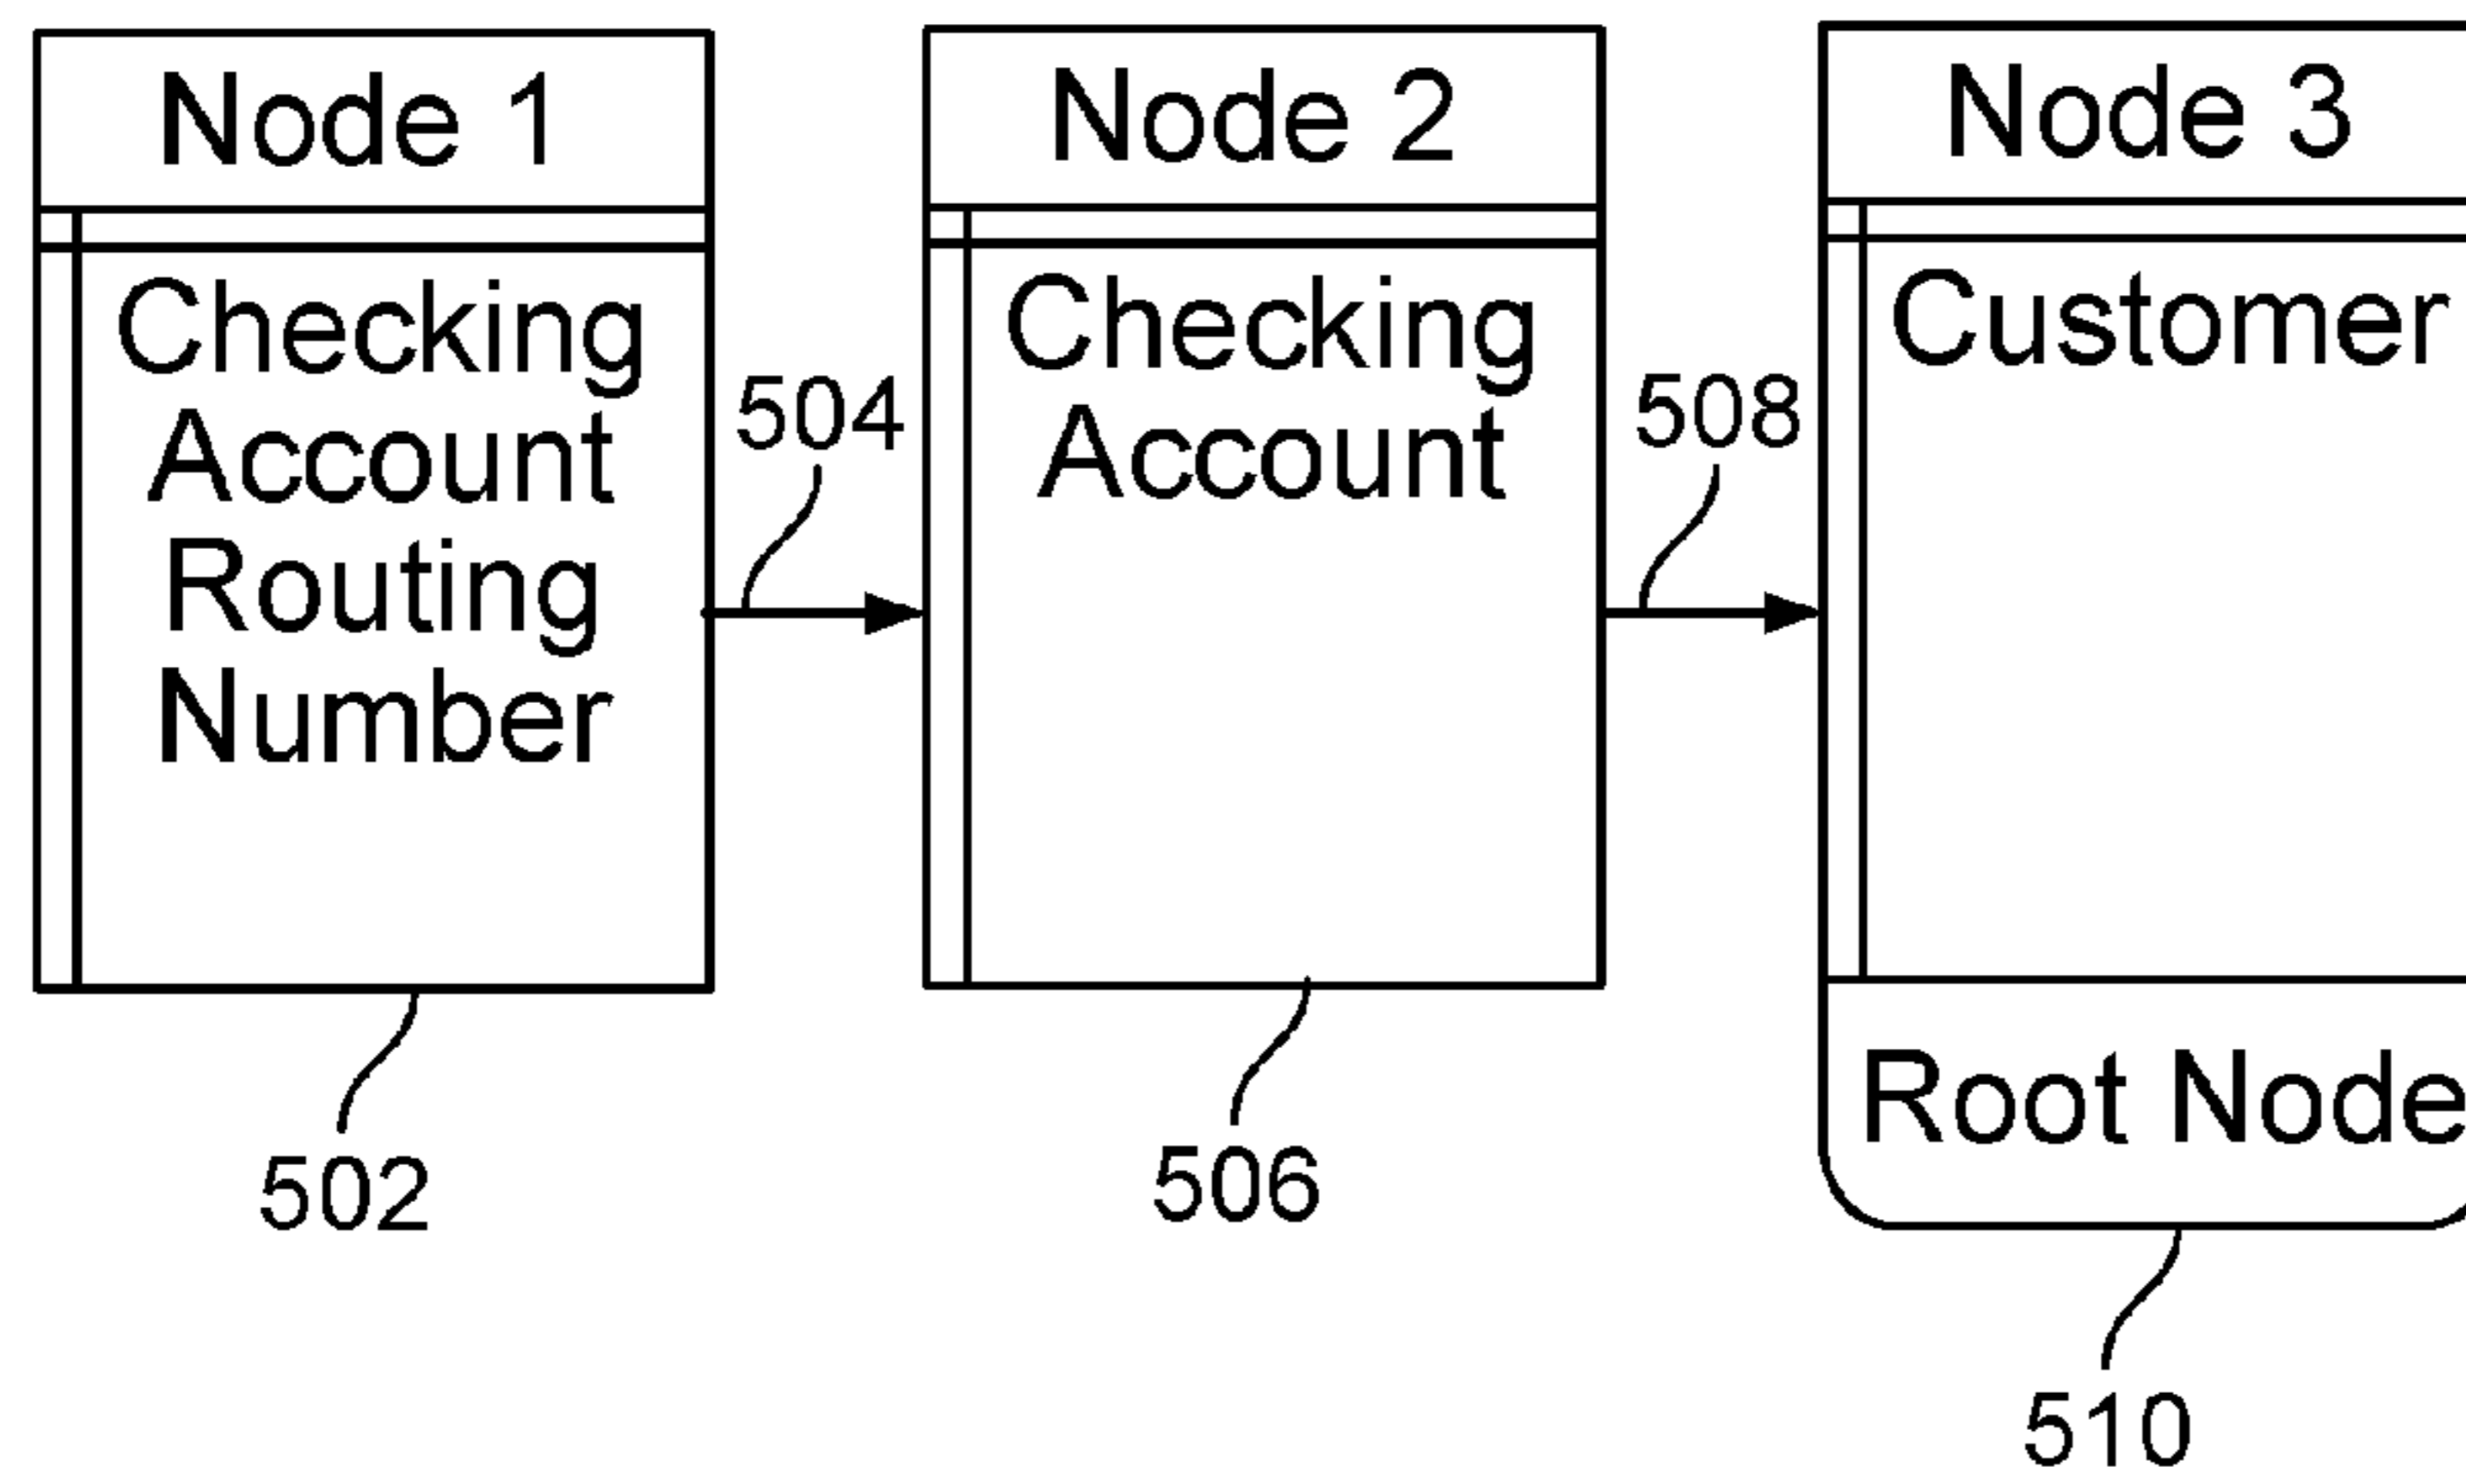 Node 1
Checking
Account
Routing
Number
502
504
Node 2
Checking
Account
506
508
Node 3
Customer
Root Node
510